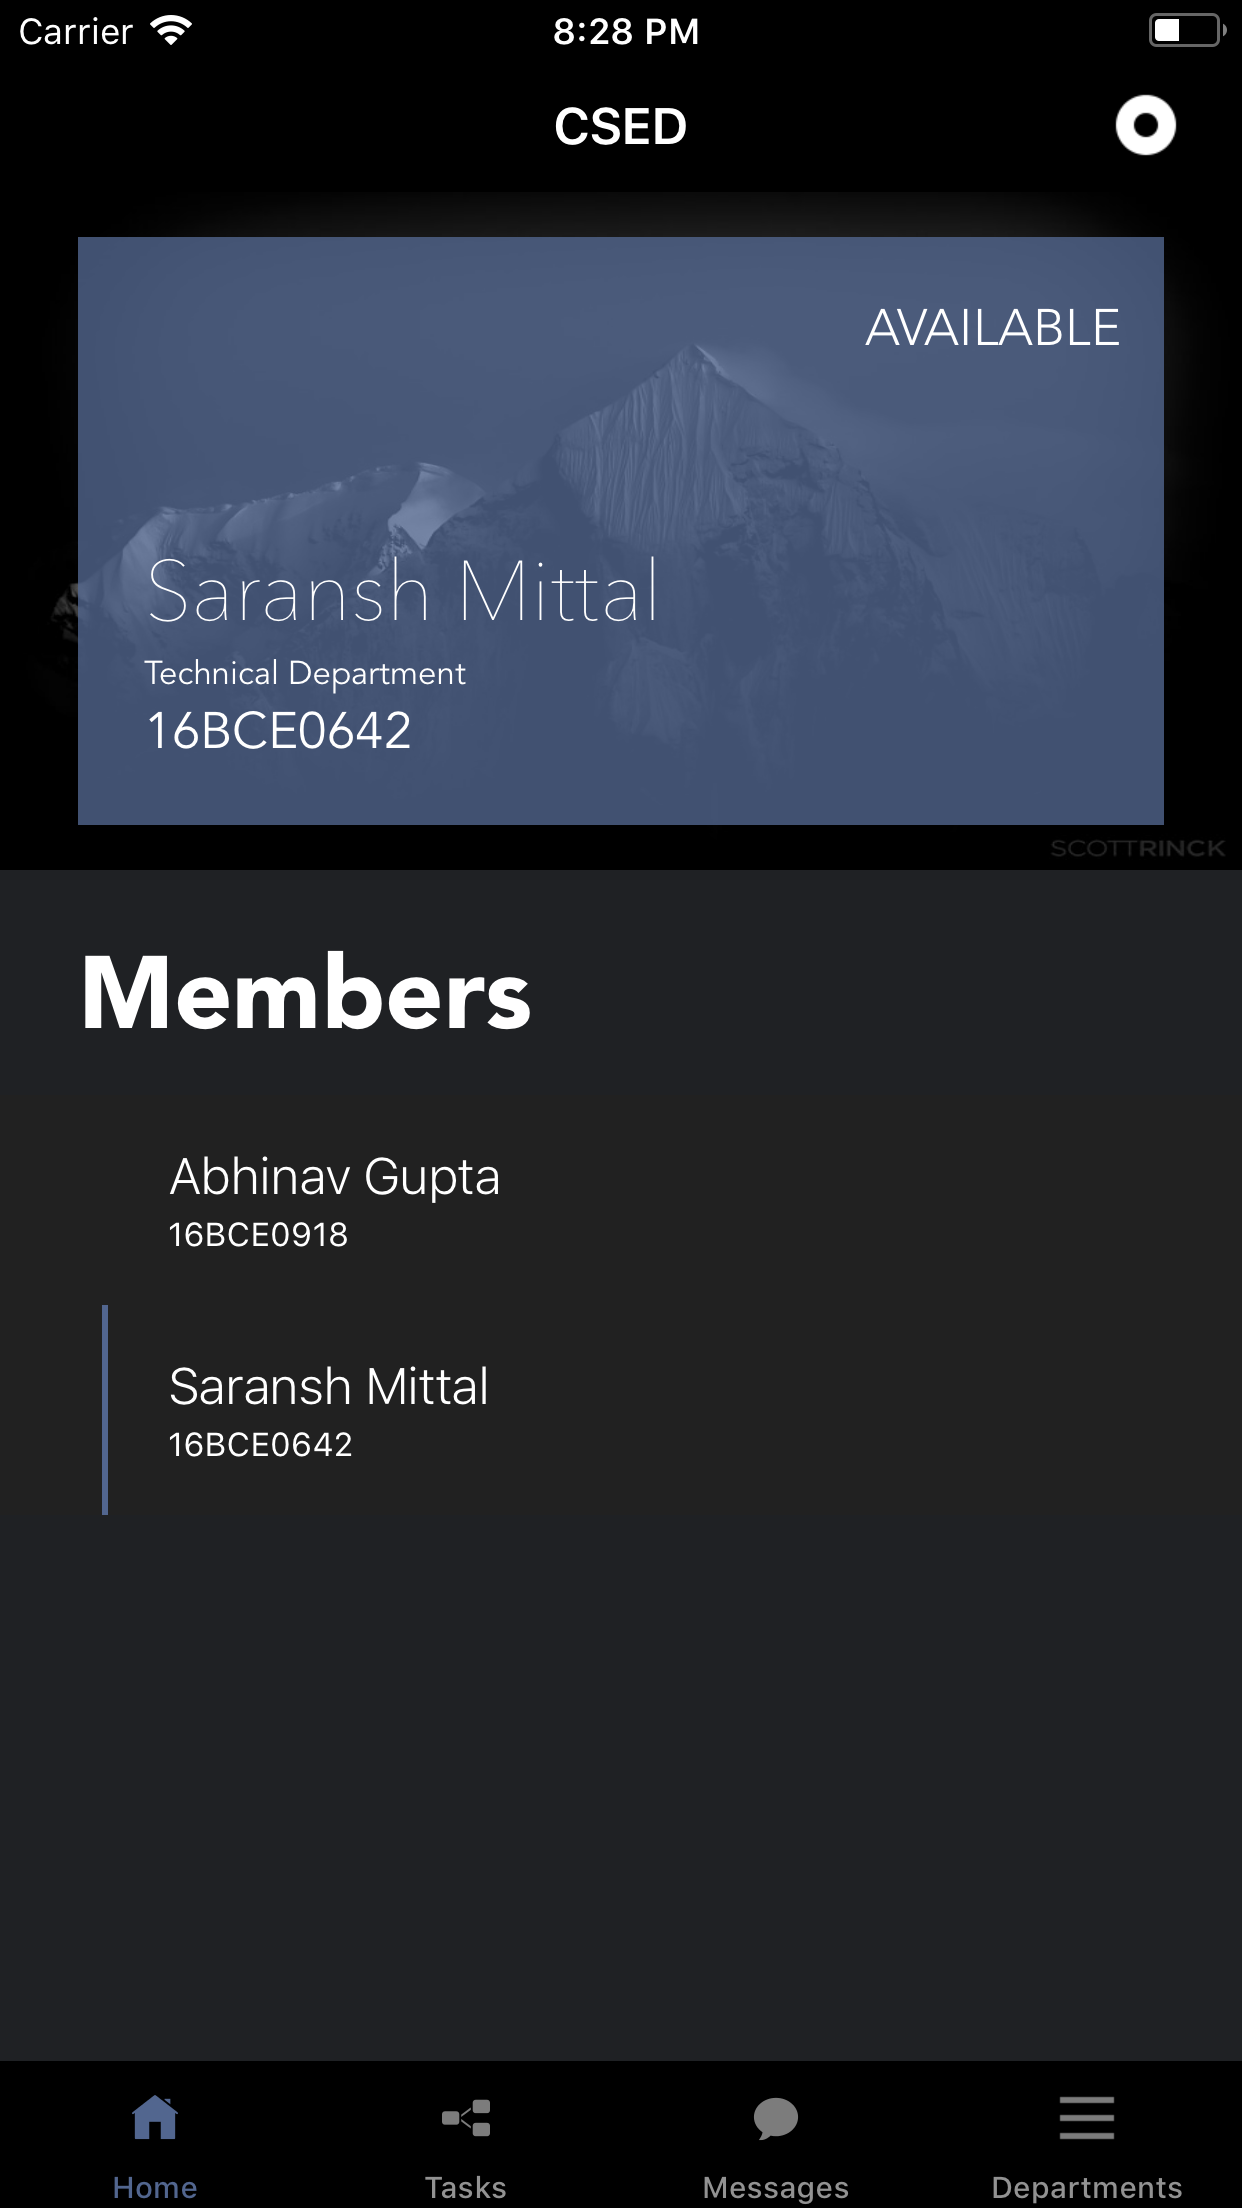 Carrier 8:28 PM
CSED
AVAILABLE
Saransh Mittal
Technical Department
16BCE0642
SCOTTRINCK
Members
Abhinav Gupta
16BCE0918
Saransh Mittal
16BCE0642
Home Tasks Messages Departments